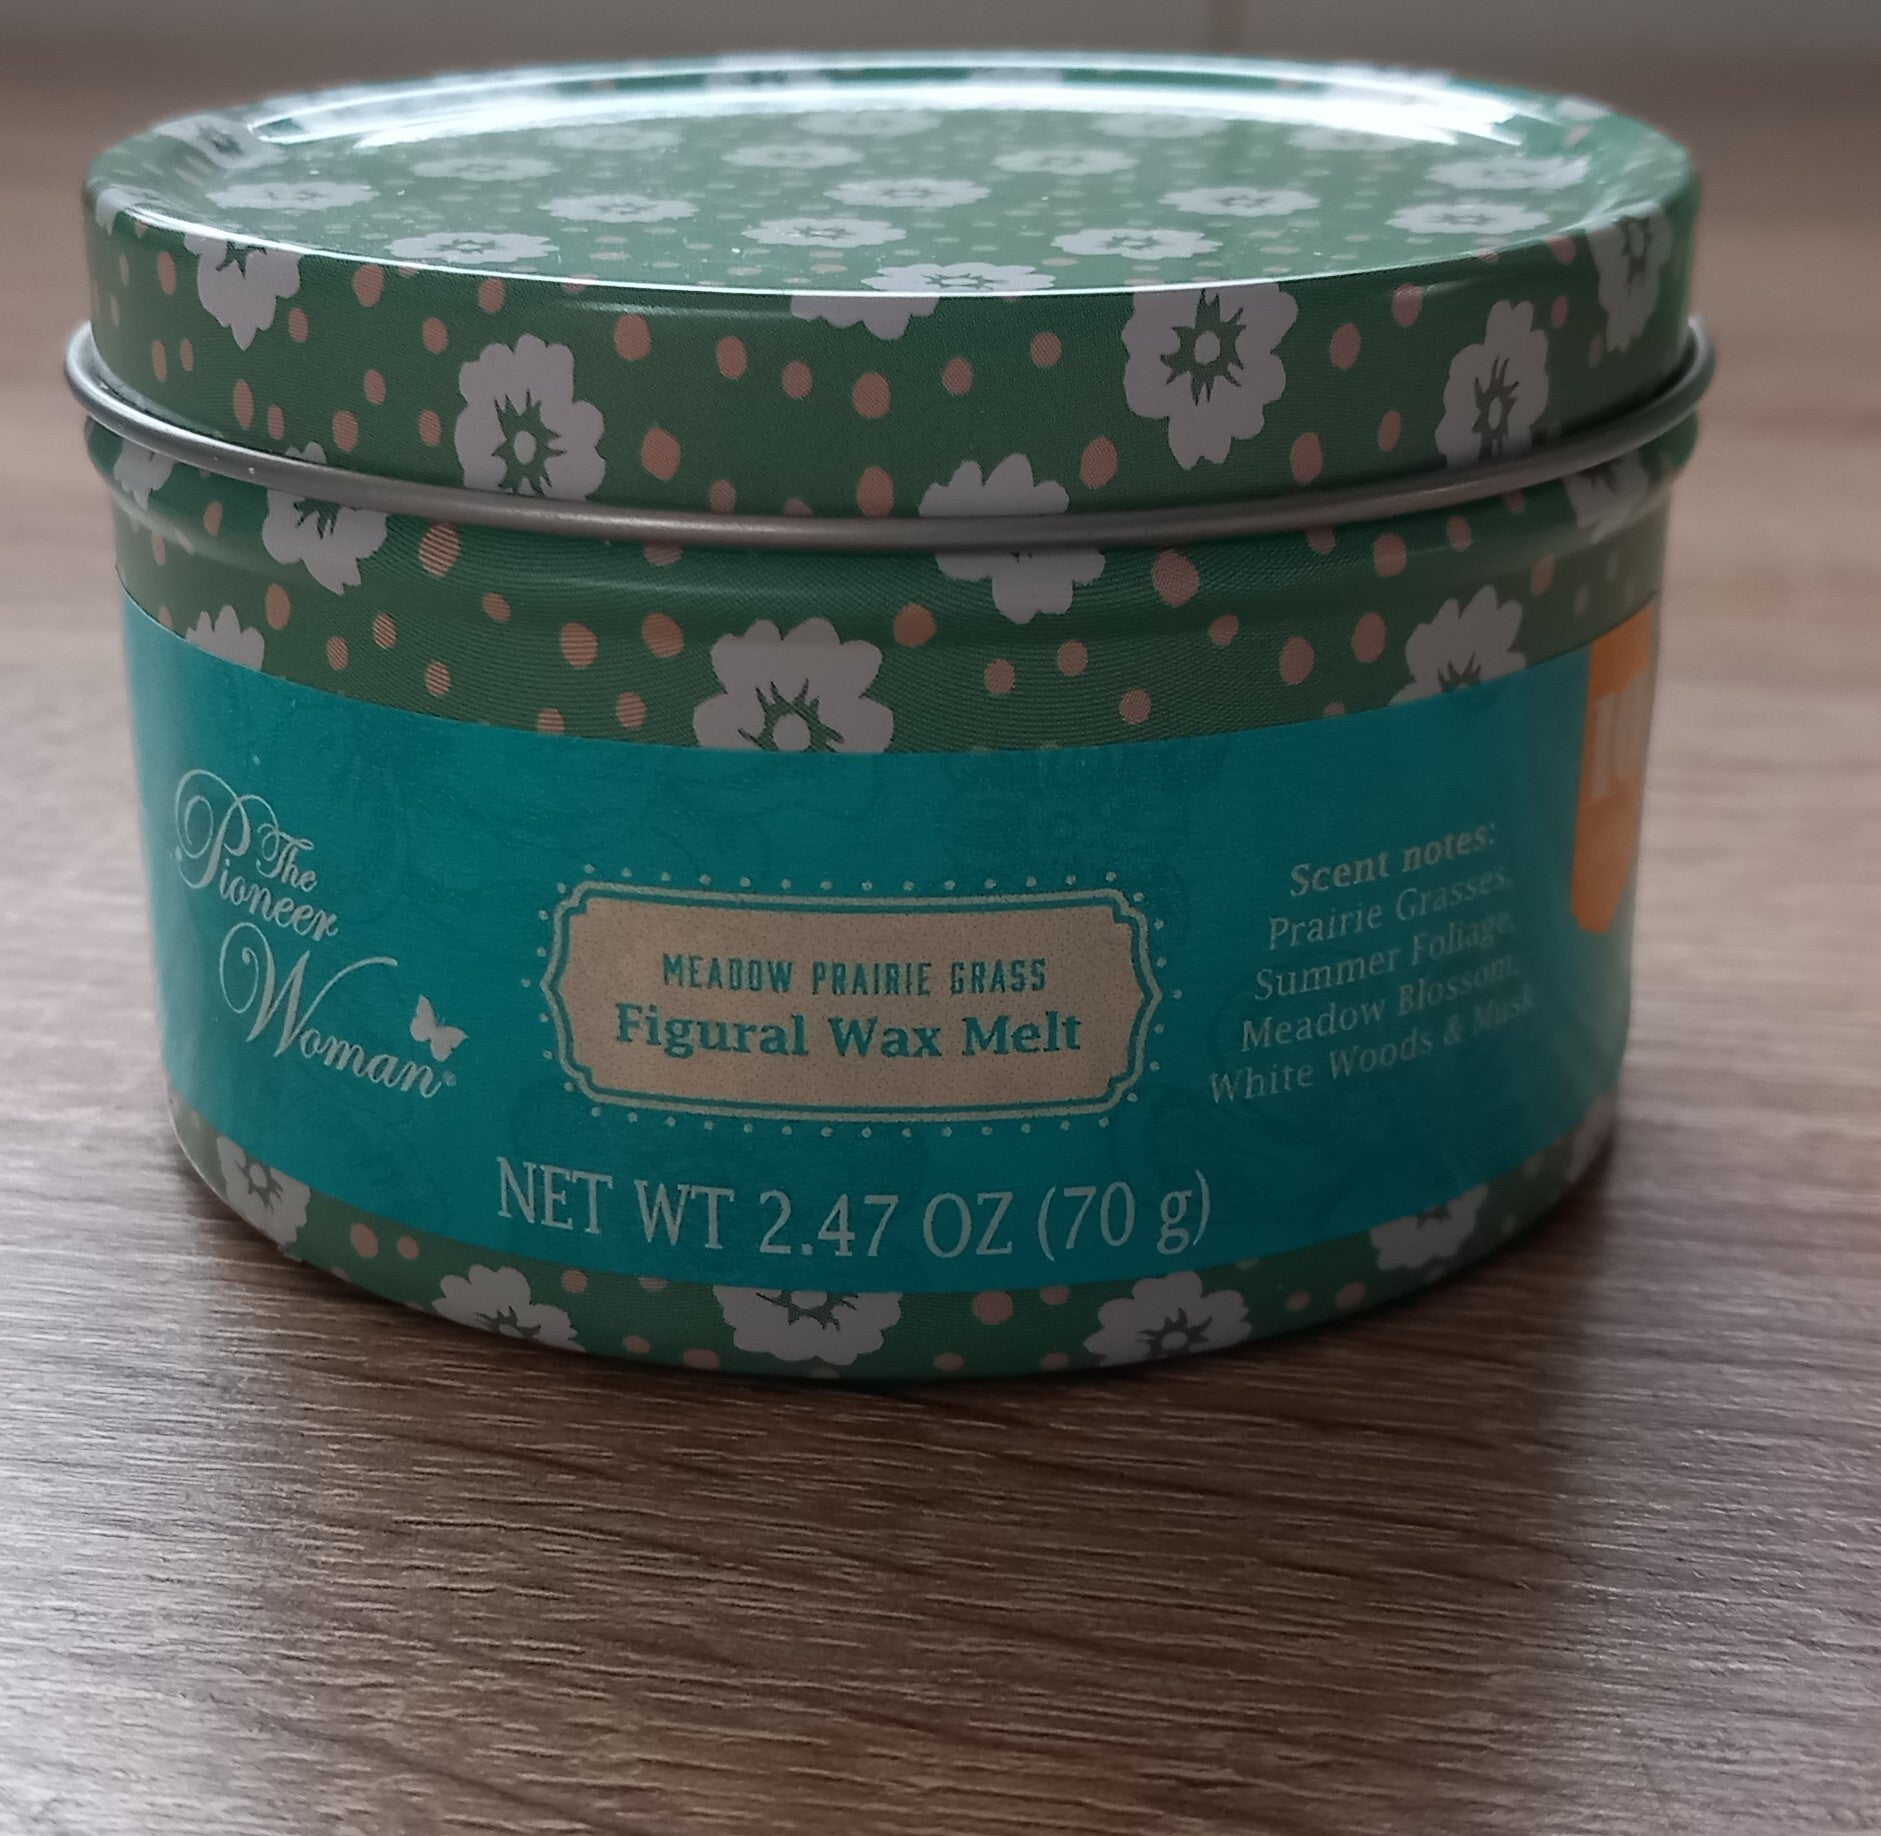 The
Pioneer
Woman
MEADOW PRAIRIE GRASS
Figural Wax Melt
NET WT 2.47 OZ (70 g)
Scent notes:
Prairie Grasses,
Summer Foliage,
Meadow Blossom,
White Woods & Musk